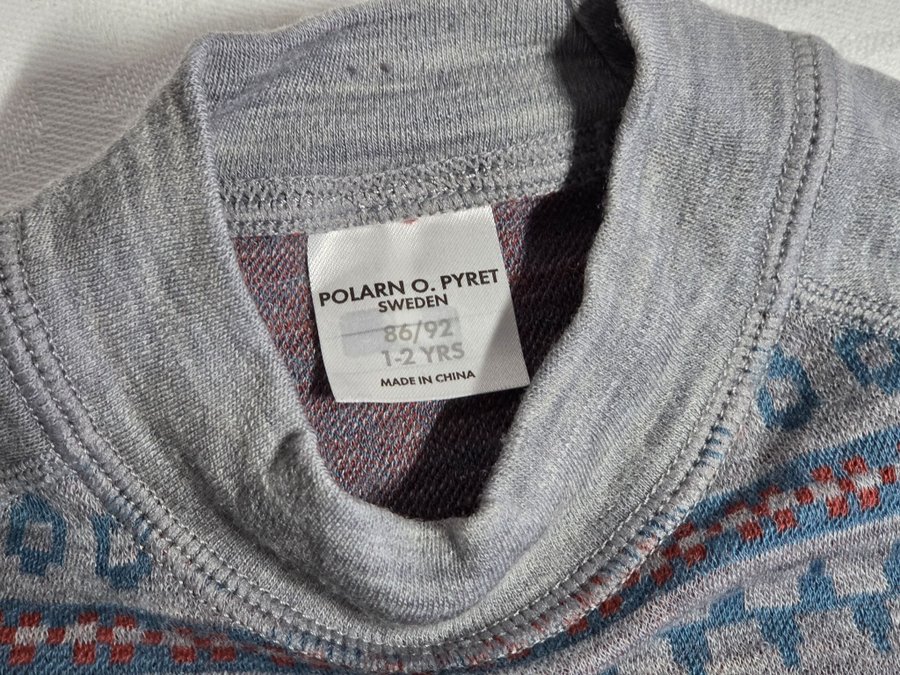 POLARN O. PYRET
SWEDEN
86/92
1-2 YRS
MADE IN CHINA